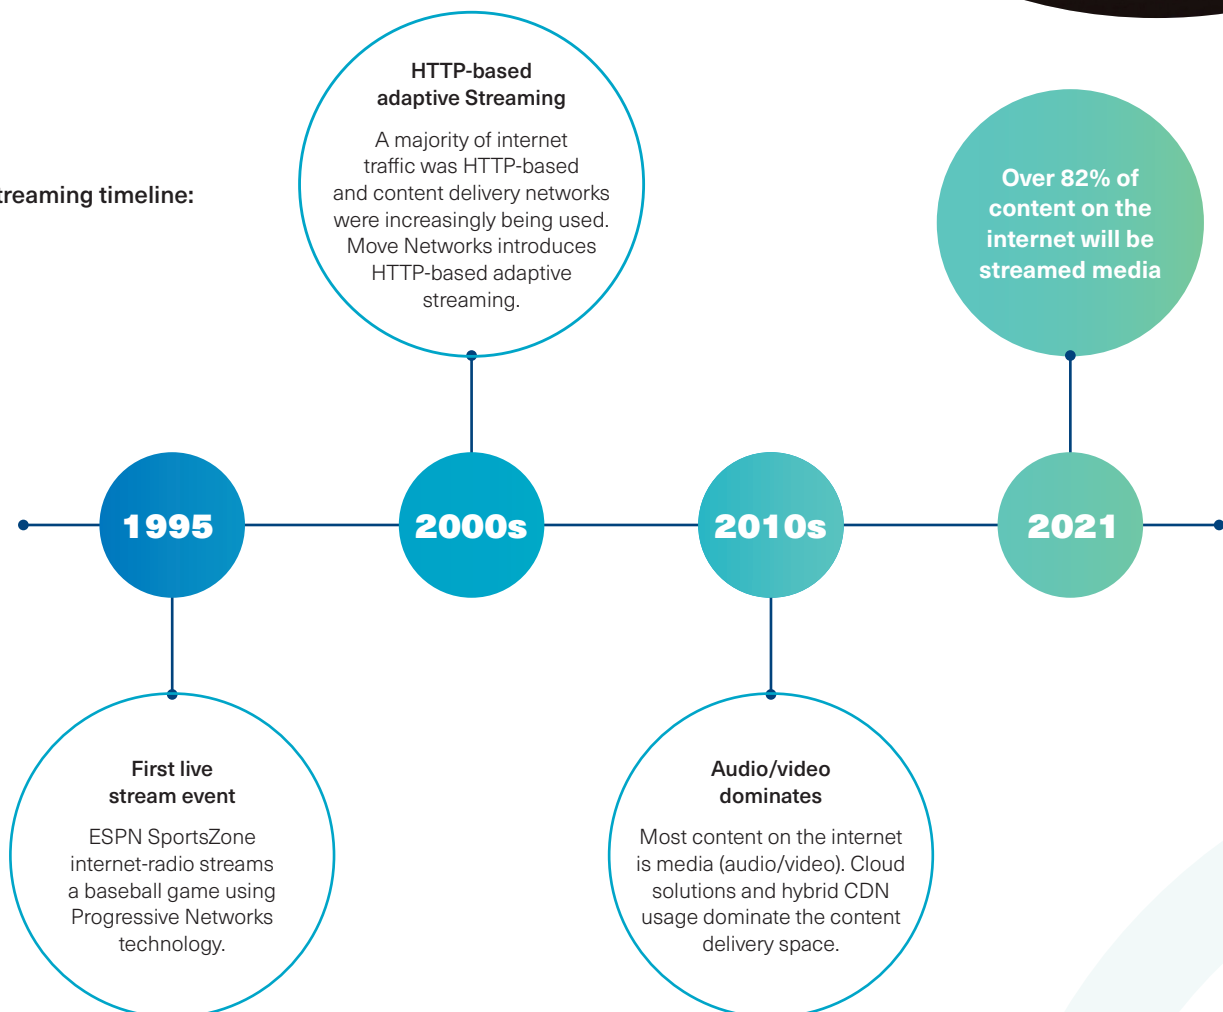 timeline:
HTTP-based
adaptive Streaming
A majority of internet
traffic was HTTP-based
and content delivery networks
were increasingly being used.
Move Networks introduces
HTTP-based adaptive
streaming.
Over 82% of
content on the
internet will be
streamed media
1995
2000s
2010s
2021
First live
stream event
ESPN SportsZone
internet-radio streams
a baseball game using
Progressive Networks
technology.
Audio/video
dominates
Most content on the internet
is media (audio/video). Cloud
solutions and hybrid CDN
usage dominate the content
delivery space.